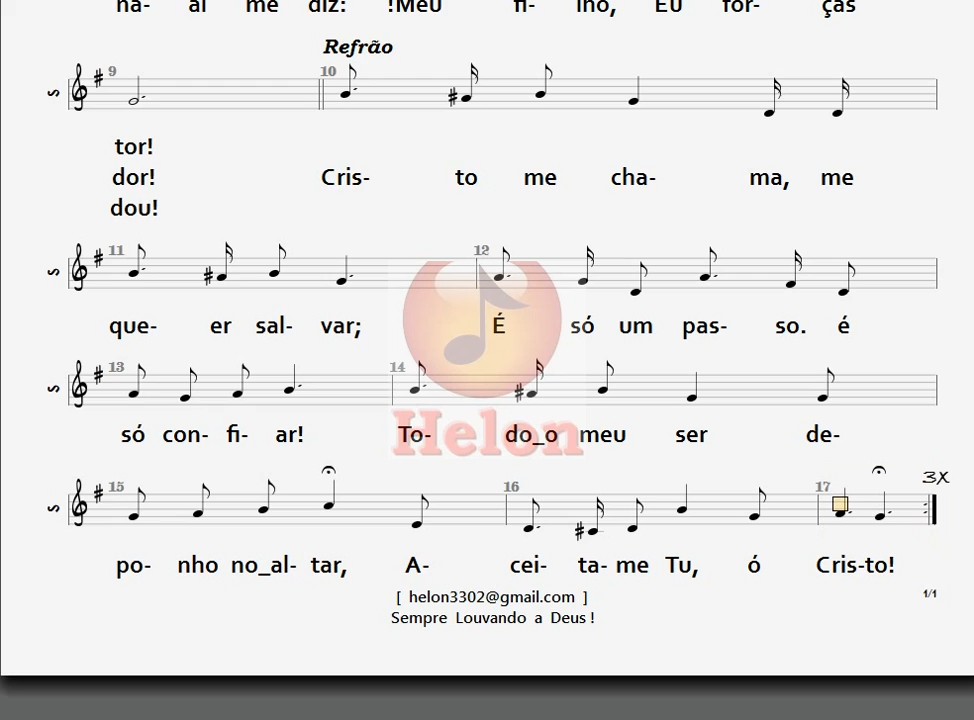 na- al me diz: !Meu fi- lho, Eu for- ças
Refrão
9 10
S
tor!
dor! Cris- to me cha- ma, me
dou!
11 12
S
que- er sal- var; É só um pas- so. é
13 14
S
só con- fi- ar! To- do_o meu ser de-
Helon
15 16 17 3X
S
po- nho no_al- tar, A- cei- ta- me Tu, ó Cris-to!
[ helon3302@gmail.com ] 1/1
Sempre Louvando a Deus !